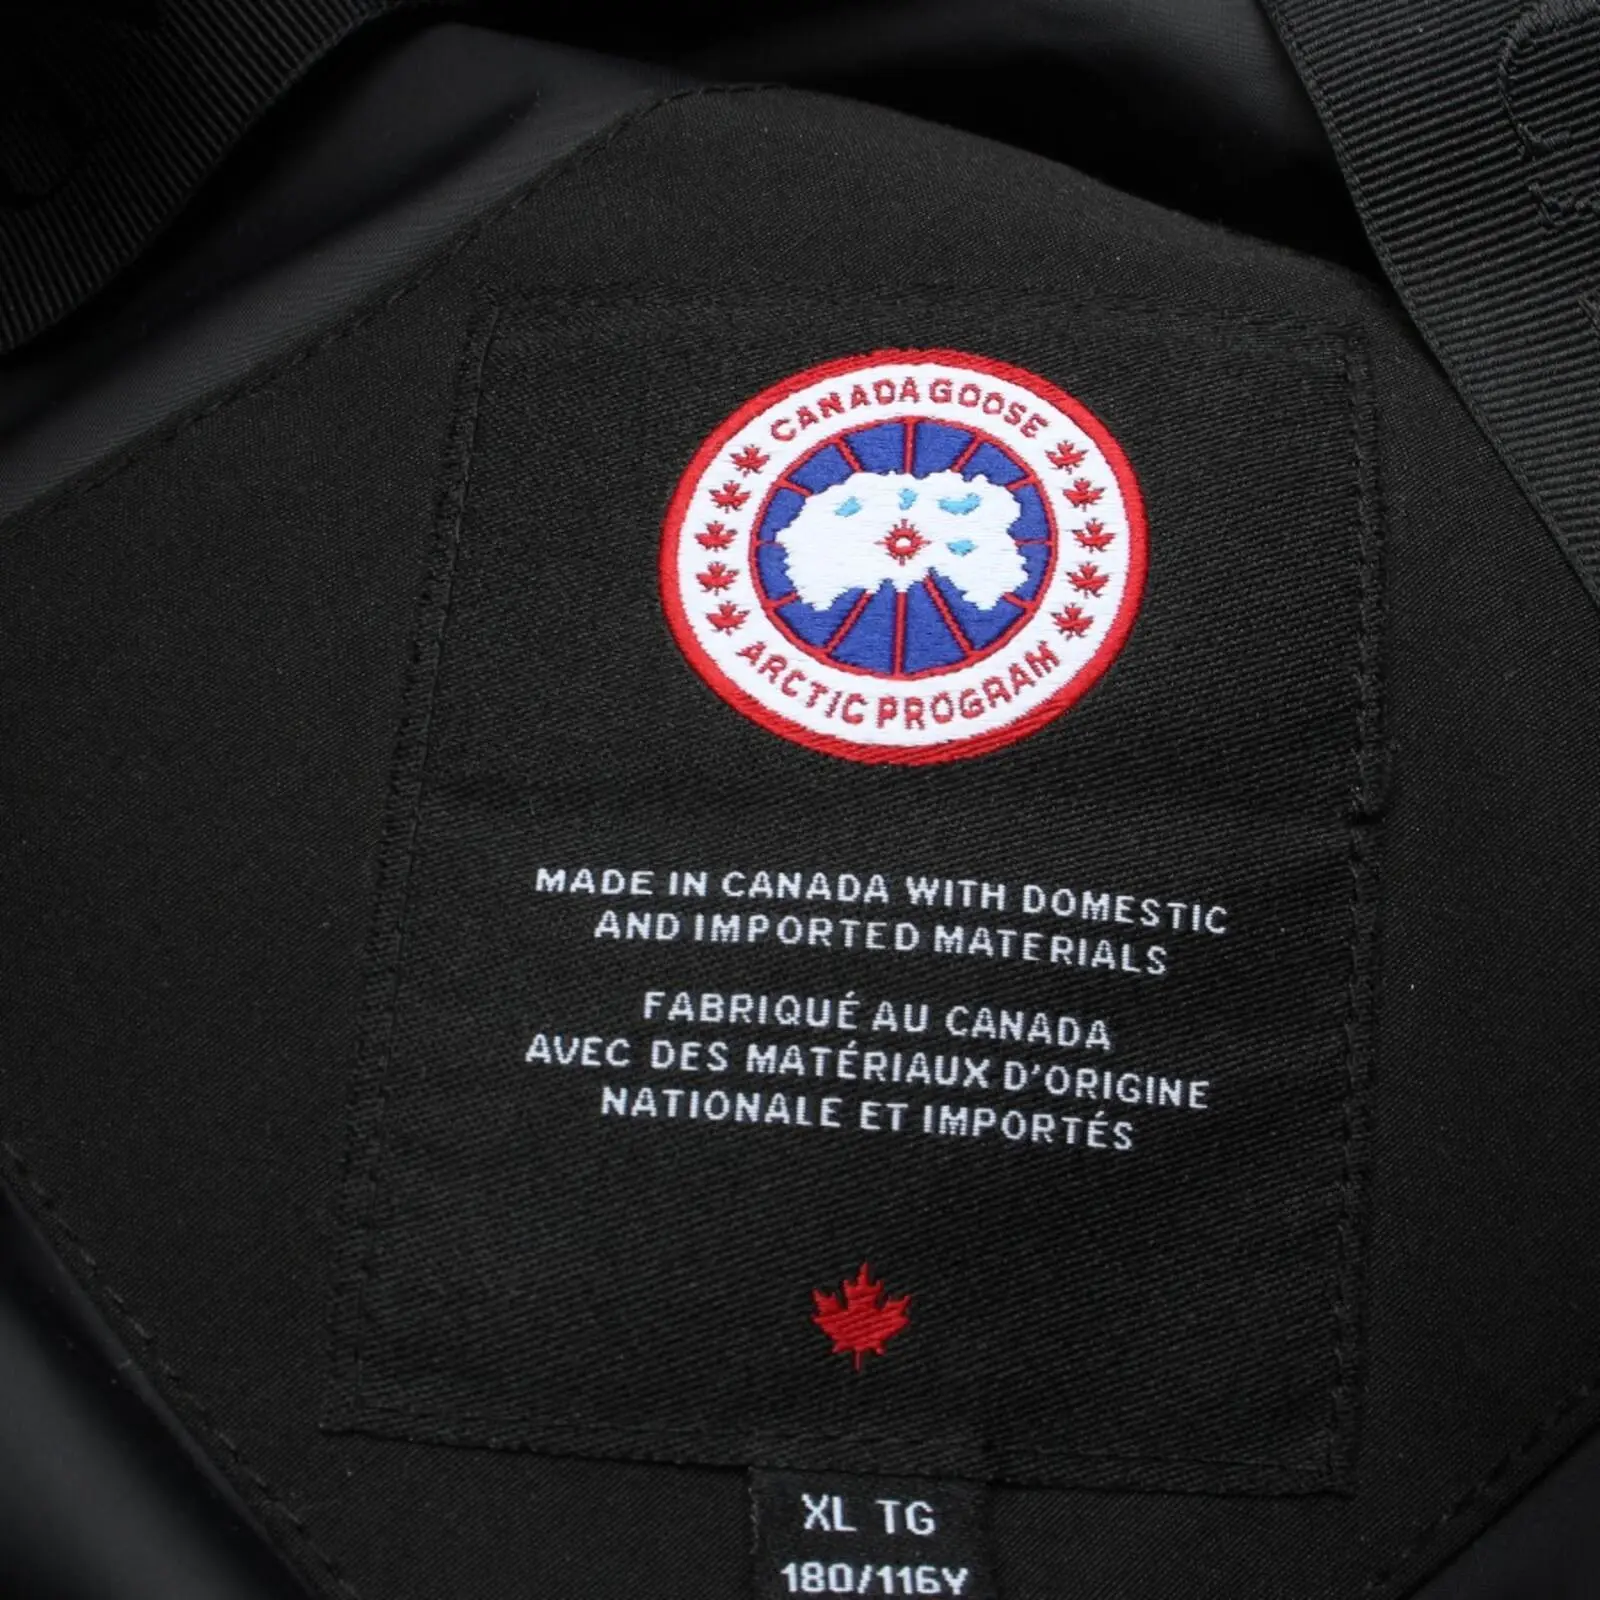 CANADA GOOSE
ARCTIC PROGRAM
MADE IN CANADA WITH DOMESTIC
AND IMPORTED MATERIALS
FABRIQUÉ AU CANADA
AVEC DES MATÉRIAUX D'ORIGINE
NATIONALE ET IMPORTÉS
XL TG
180/116Y